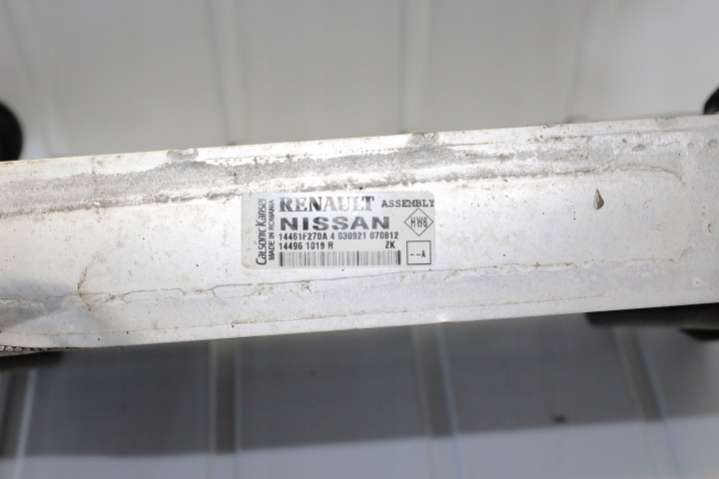 RENAULT ASSEMBLY
NISSAN
14461F270A 4 030921 070812
14496 1019 R ZK
--A
Calsonic Kansei
MADE IN ROMANIA